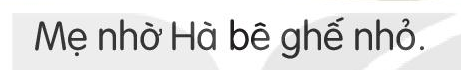 Mẹ nhờ Hà bê ghế nhỏ.